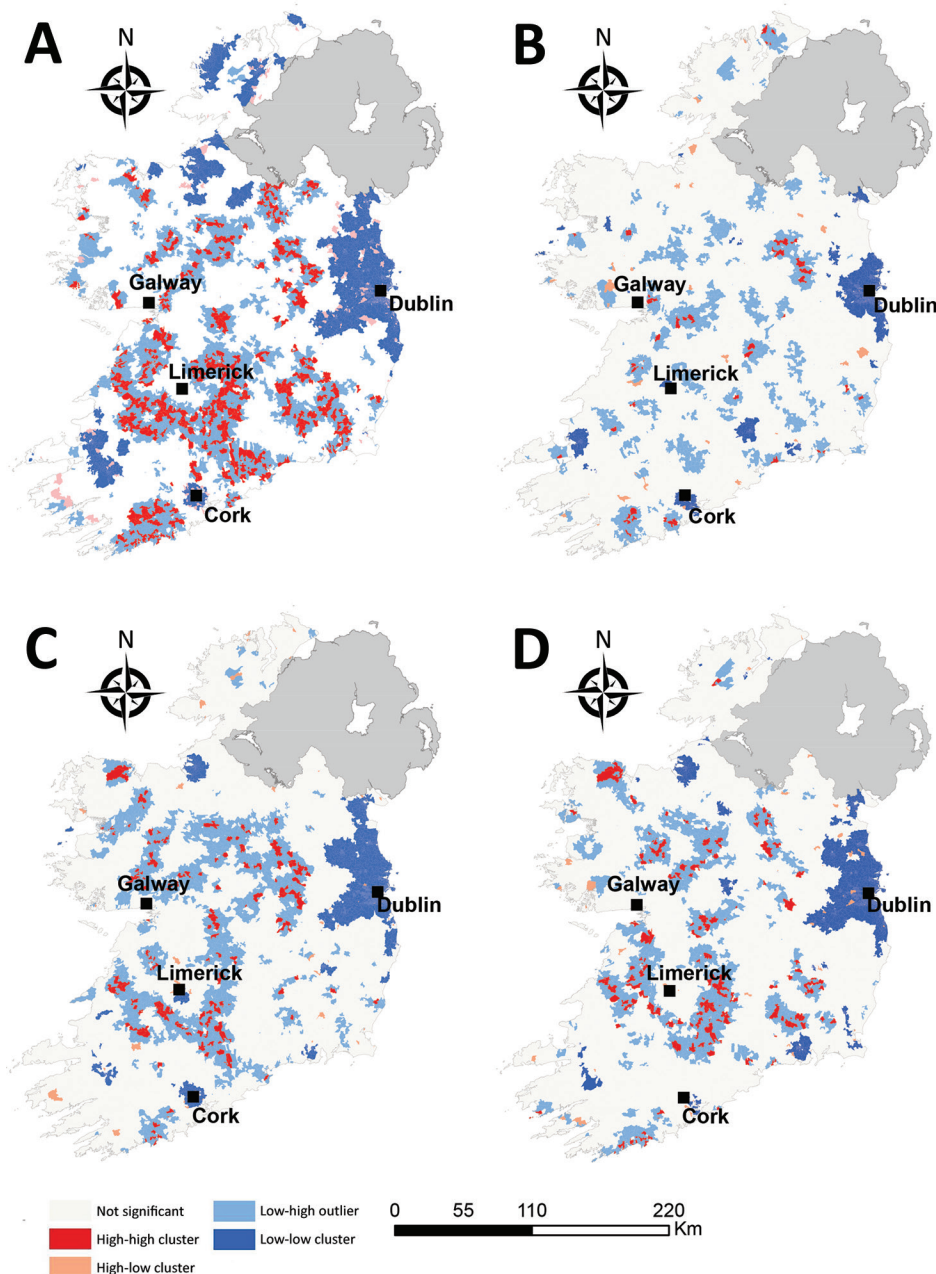 A
N
Galway
Dublin
Limerick
Cork
B
N
Galway
Dublin
Limerick
Cork
C
N
Galway
Dublin
Limerick
Cork
D
N
Galway
Dublin
Limerick
Cork
Not significant
High-high cluster
High-low cluster
Low-high outlier
Low-low cluster
0 55 110 220
Km